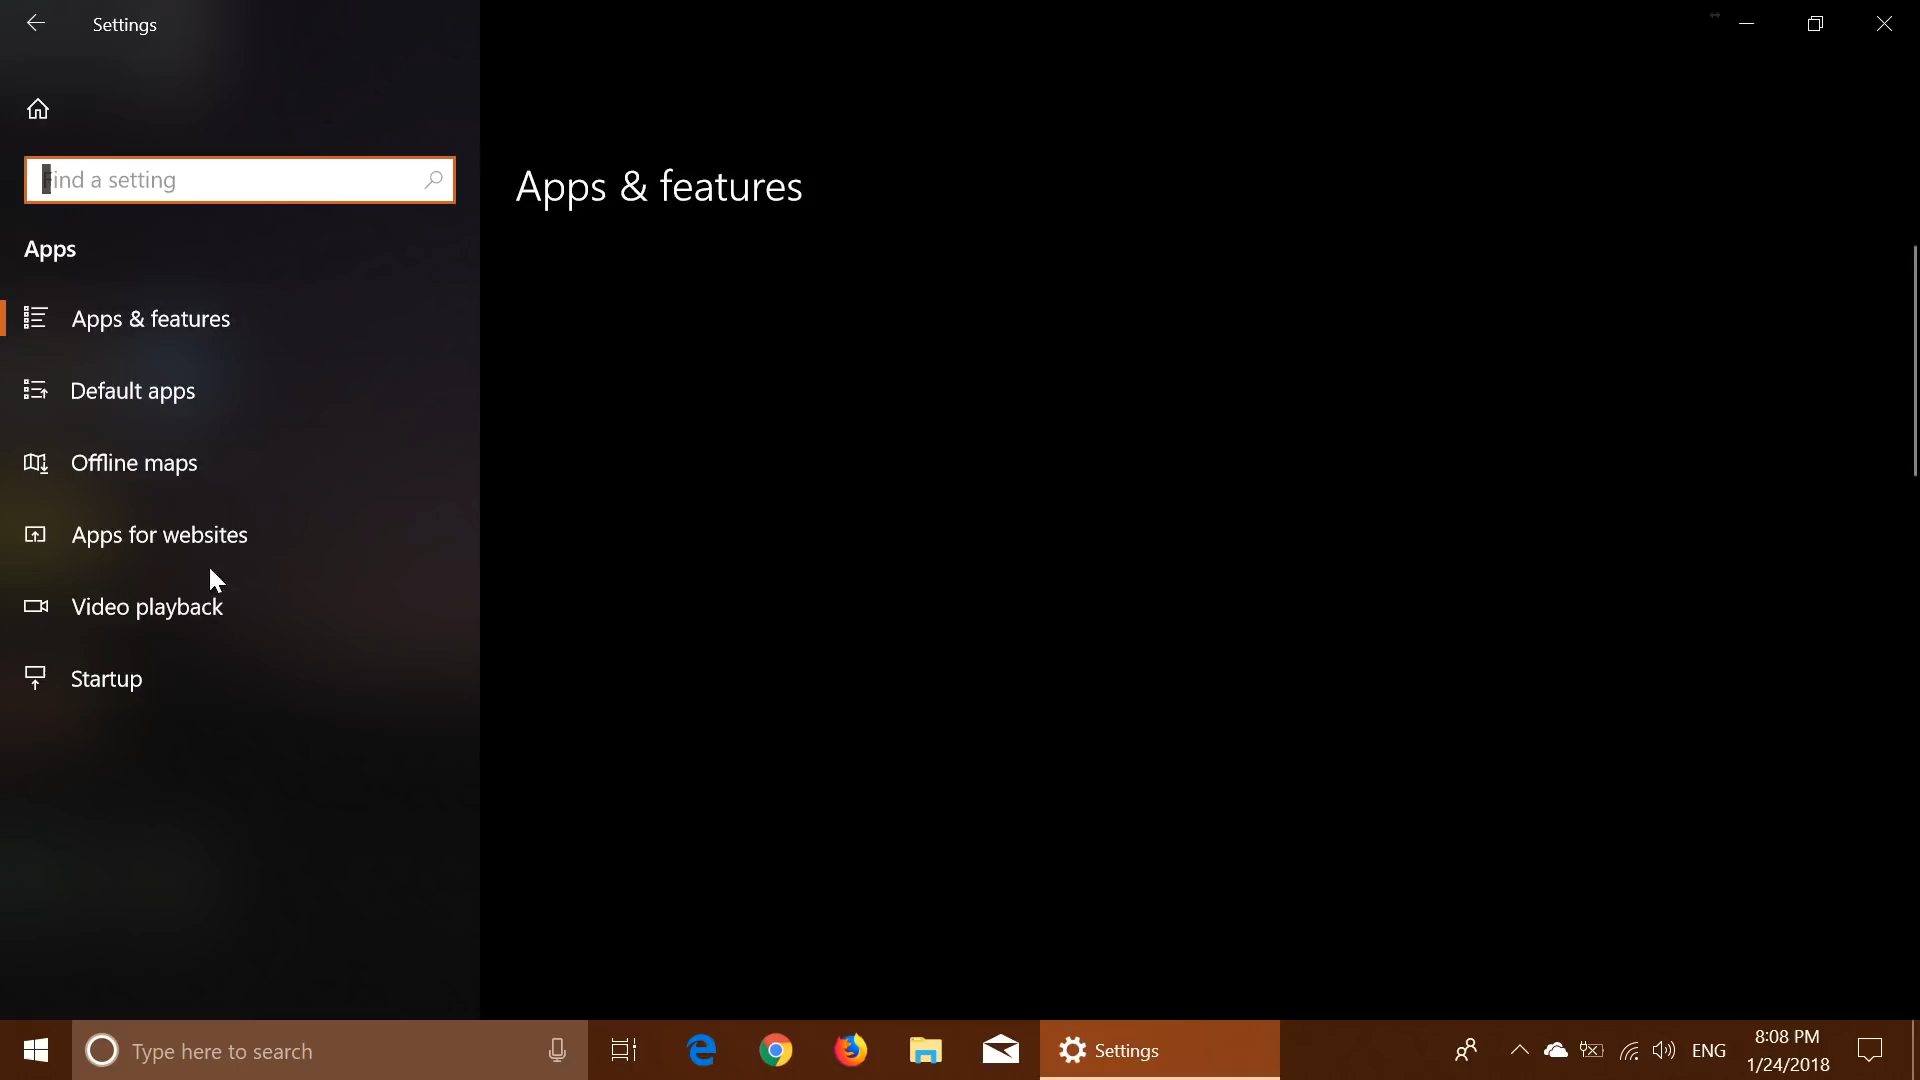 Settings
Find a setting
Apps
Apps & features
Default apps
Offline maps
Apps for websites
Video playback
Startup
Apps & features
Type here to search
Settings
ENG
8:08 PM
1/24/2018